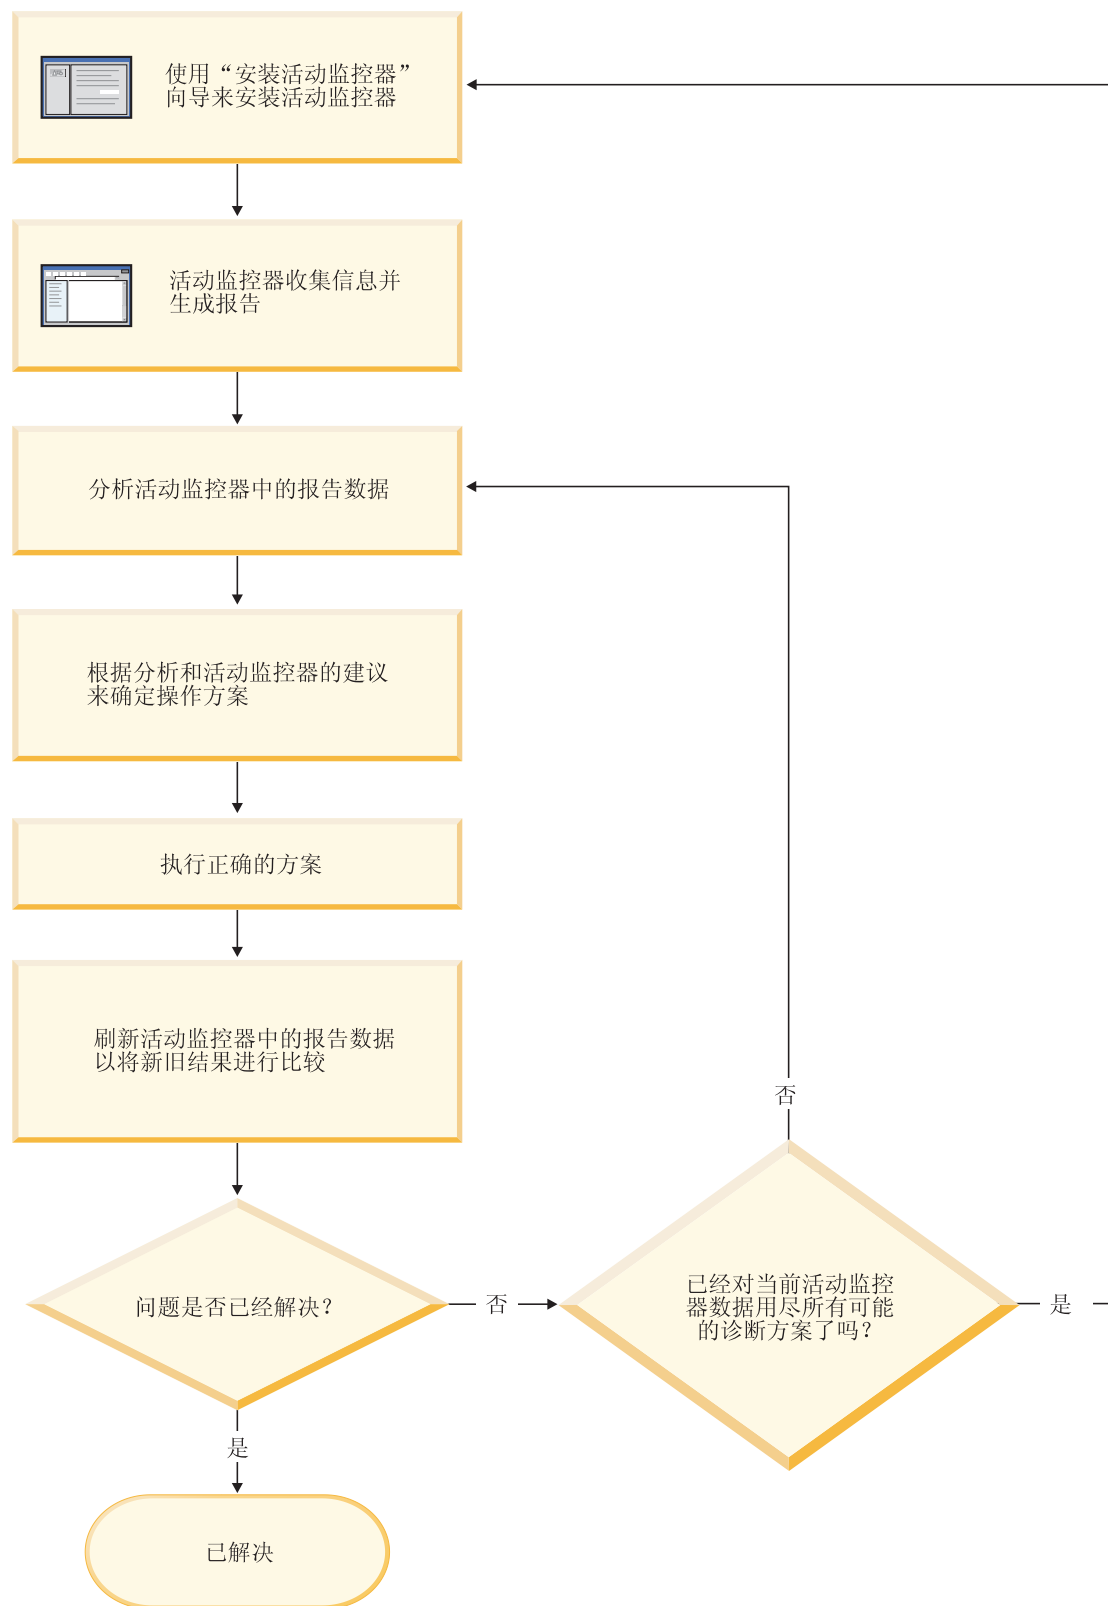 使用“安装活动监控器”
向导来安装活动监控器
活动监控器收集信息并
生成报告
分析活动监控器中的报告数据
根据分析和活动监控器的建议
来确定操作方案
执行正确的方案
刷新活动监控器中的报告数据
以将新旧结果进行比较
否
问题是否已经解决？
否
已经对当前活动监控
器数据用尽所有可能
的诊断方案了吗？
是
是
已解决